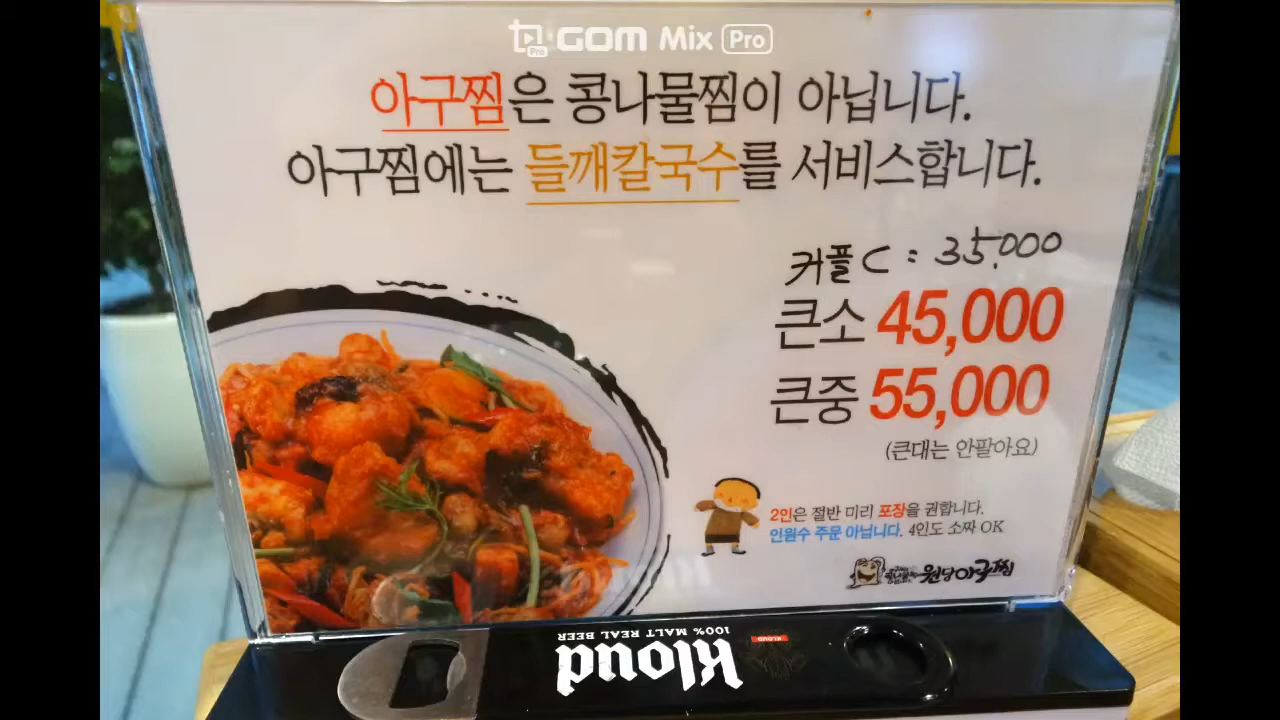 GOM Mix Pro
아구찜은 콩나물찜이 아닙니다.
아구찜에는 들깨칼국수를 서비스합니다.
커플C : 35,000
큰소 45,000
큰중 55,000
(큰대는 안팔아요)
2인은 절반 미리 포장을 권합니다.
인원수 주문 아닙니다. 4인도 소짜 OK
원당아구찜
100% MALT REAL BEER
Kloud
KLOUD